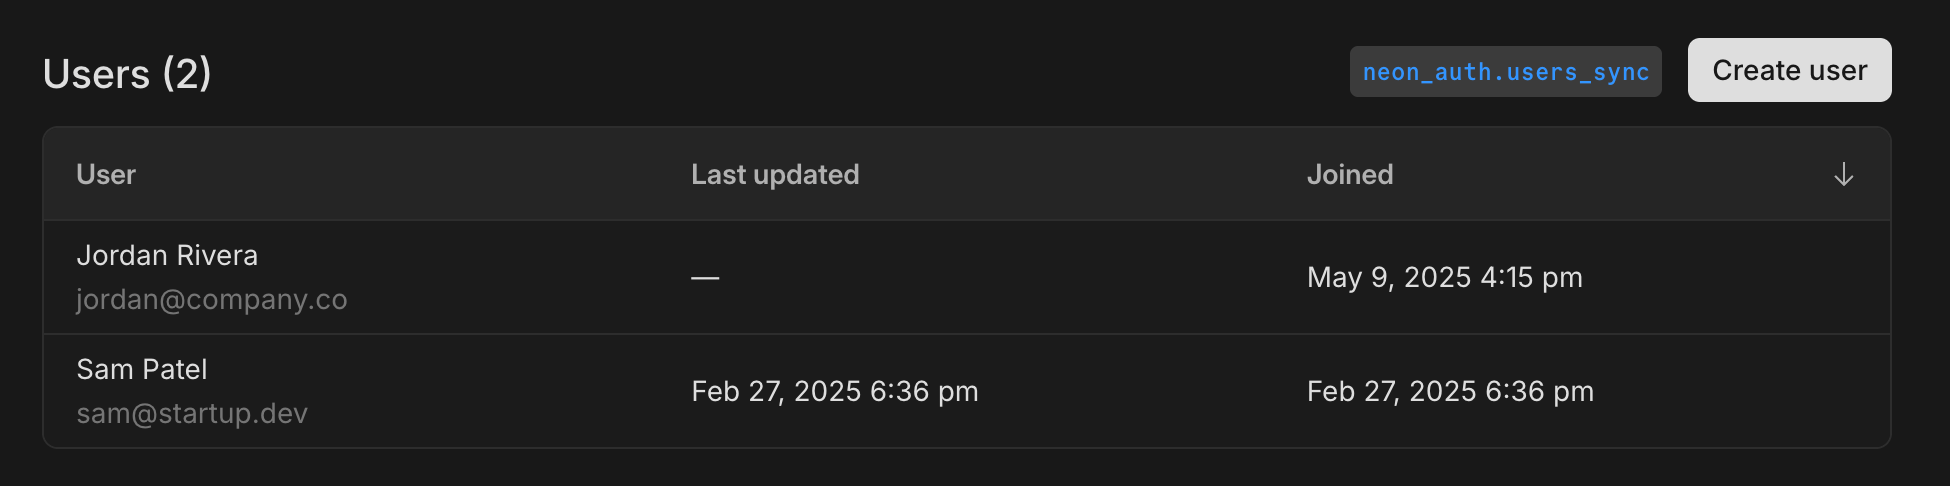 Users (2)
neon_auth.users_sync
Create user
User Last updated Joined
Jordan Rivera
jordan@company.co
— May 9, 2025 4:15 pm
Sam Patel
sam@startup.dev
Feb 27, 2025 6:36 pm Feb 27, 2025 6:36 pm